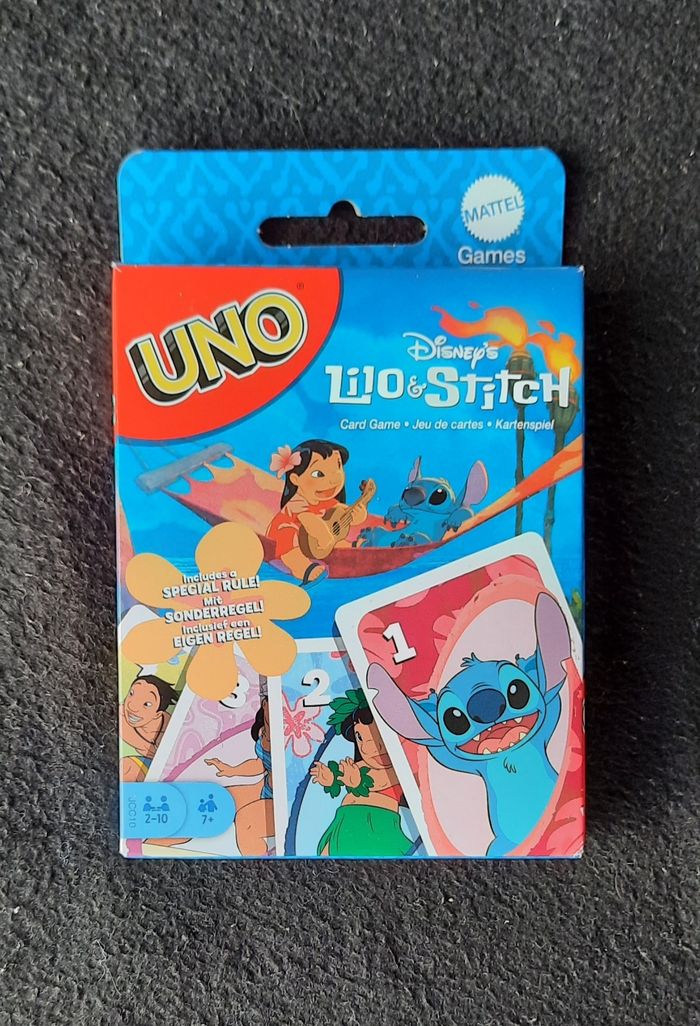 MATTEL
Games
UNO®
Disney's
Lilo & Stitch
Card Game • Jeu de cartes • Kartenspiel
Includes a
SPECIAL RULE!
Mit
SONDERREGEL!
Inclusief een
EIGEN REGEL!
1
3
2
JCC10
2-10
7+